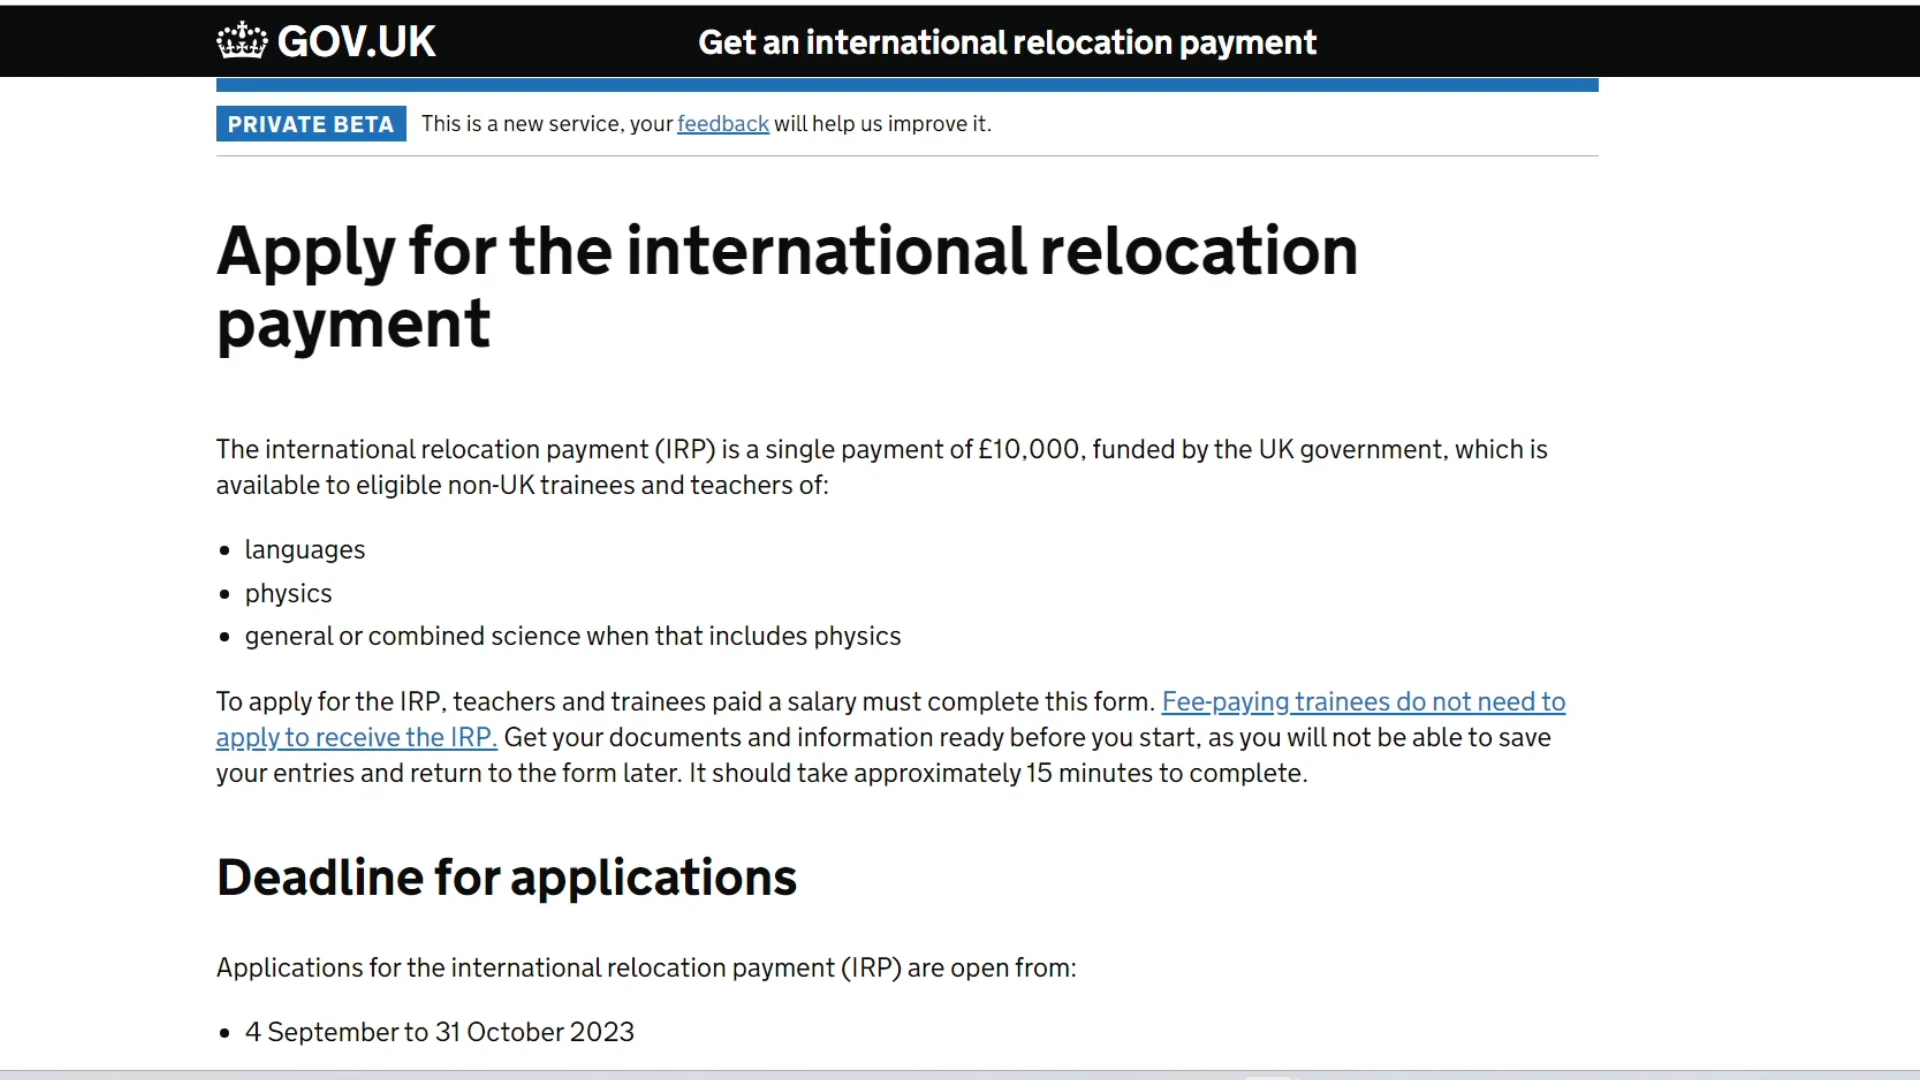 GOV.UK
Get an international relocation payment
PRIVATE BETA
This is a new service, your feedback will help us improve it.
Apply for the international relocation
payment
The international relocation payment (IRP) is a single payment of £10,000, funded by the UK government, which is
available to eligible non-UK trainees and teachers of:
• languages
• physics
• general or combined science when that includes physics
To apply for the IRP, teachers and trainees paid a salary must complete this form. Fee-paying trainees do not need to
apply to receive the IRP. Get your documents and information ready before you start, as you will not be able to save
your entries and return to the form later. It should take approximately 15 minutes to complete.
Deadline for applications
Applications for the international relocation payment (IRP) are open from:
• 4 September to 31 October 2023